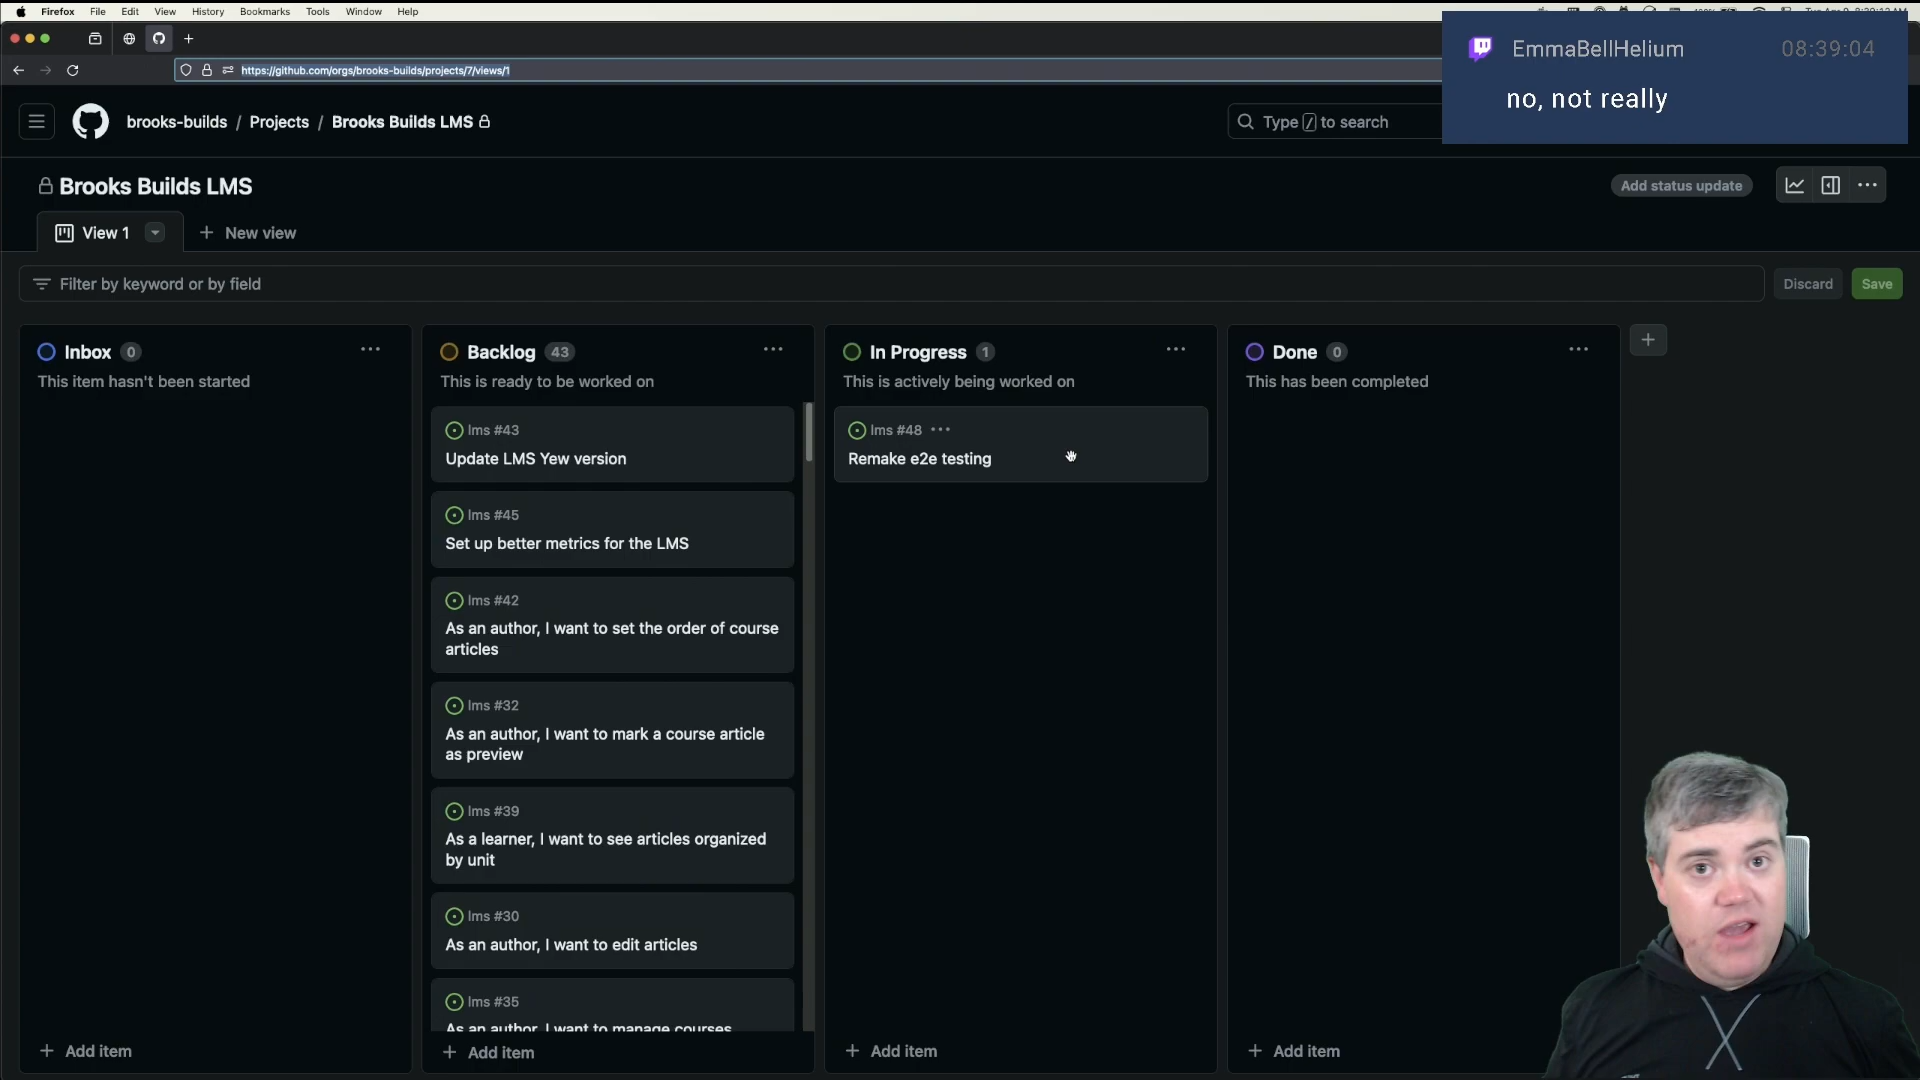 Firefox File Edit View History Bookmarks Tools Window Help
EmmaBellHelium 08:39:04
no, not really
https://github.com/orgs/brooks-builds/projects/7/views/1
brooks-builds / Projects / Brooks Builds LMS
Type / to search
Brooks Builds LMS
Add status update
View 1
New view
Filter by keyword or by field
Discard
Save
Inbox 0
This item hasn't been started
Add item
Backlog 43
This is ready to be worked on
lms #43
Update LMS Yew version
lms #45
Set up better metrics for the LMS
lms #42
As an author, I want to set the order of course
articles
lms #32
As an author, I want to mark a course article
as preview
lms #39
As a learner, I want to see articles organized
by unit
lms #30
As an author, I want to edit articles
lms #35
As an author, I want to manage courses
Add item
In Progress 1
This is actively being worked on
lms #48
Remake e2e testing
Add item
Done 0
This has been completed
Add item